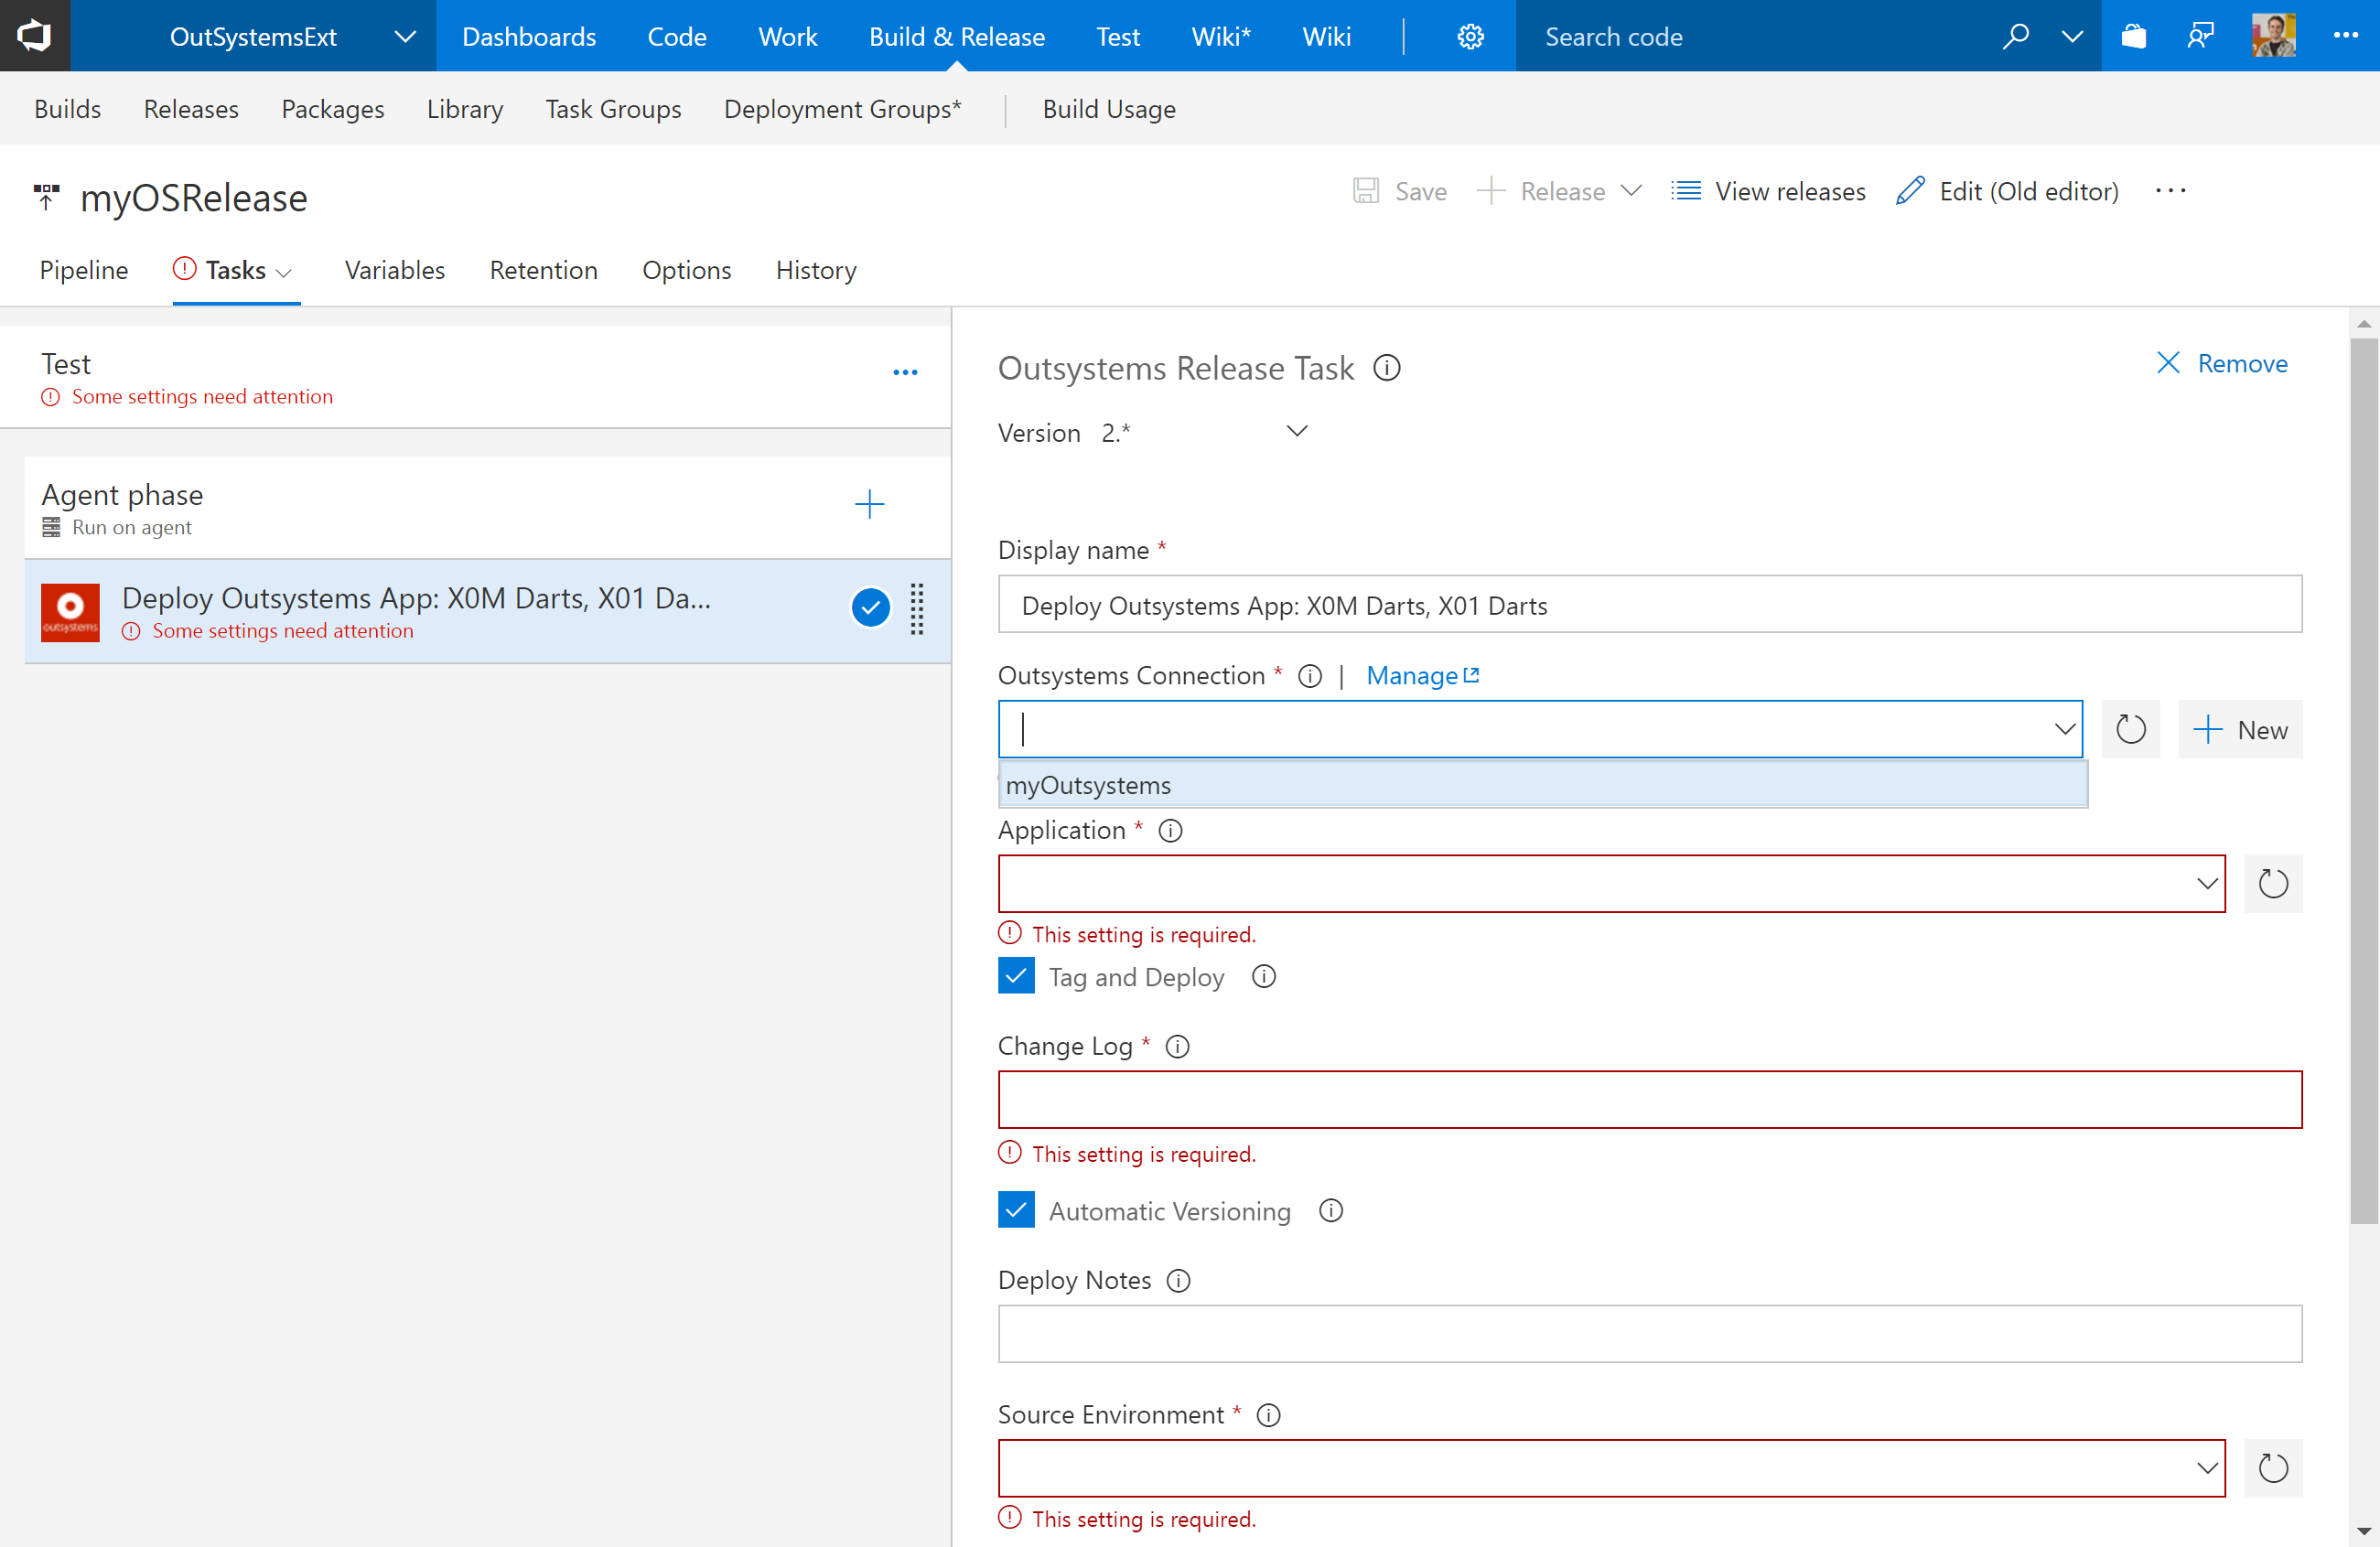 OutSystemsExt Dashboards Code Work Build & Release Test Wiki* Wiki Search code
Builds Releases Packages Library Task Groups Deployment Groups* Build Usage
myOSRelease
Save Release View releases Edit (Old editor)
Pipeline Tasks Variables Retention Options History
Test
Some settings need attention
Agent phase
Run on agent
outsystems
Deploy Outsystems App: X0M Darts, X01 Da...
Some settings need attention
Outsystems Release Task
Remove
Version 2.*
Display name *
Deploy Outsystems App: X0M Darts, X01 Darts
Outsystems Connection * | Manage
New
myOutsystems
Application *
This setting is required.
Tag and Deploy
Change Log *
This setting is required.
Automatic Versioning
Deploy Notes
Source Environment *
This setting is required.